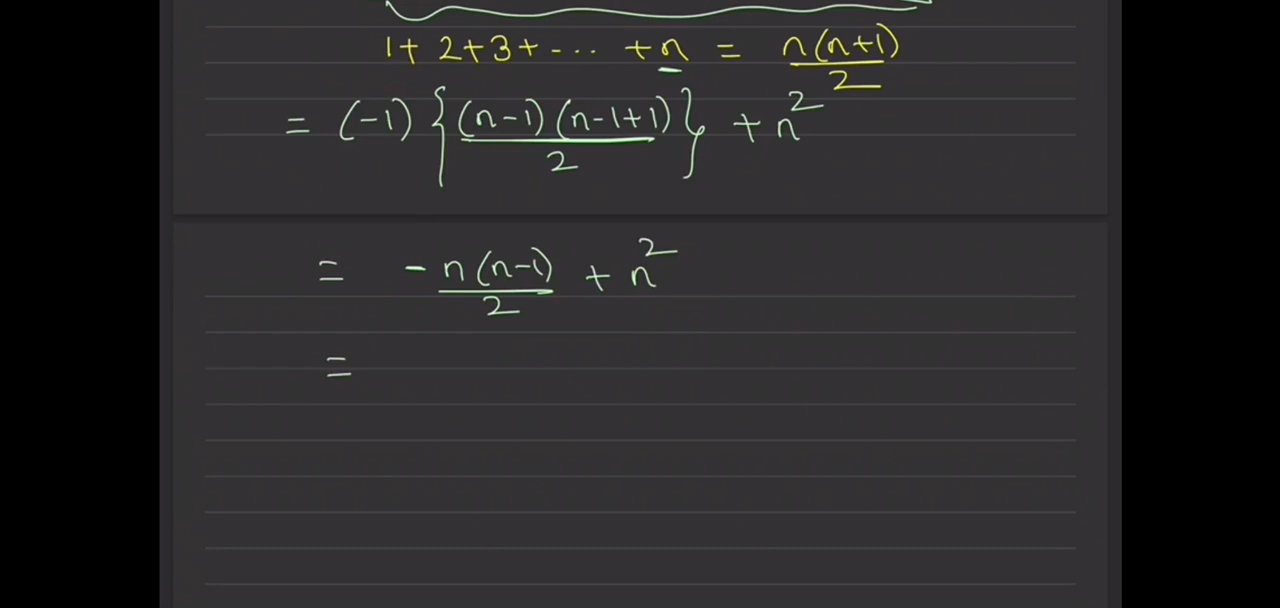 1+ 2+3+ - ... + n = n(n+1)/2
= (-1) { (n-1) (n-1+1) / 2 } + n²
= - n(n-1)/2 + n²
=